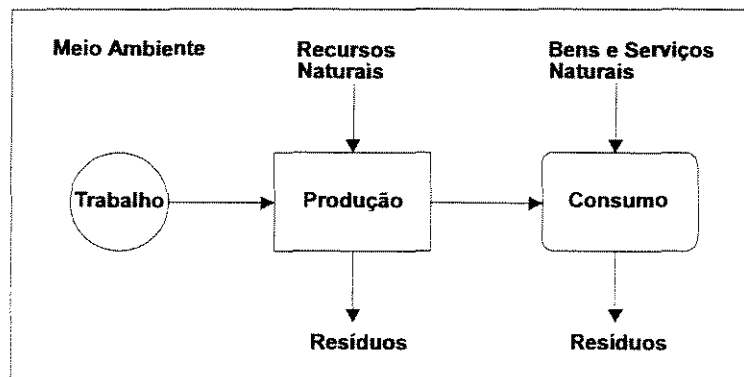 Meio Ambiente
Recursos
Naturais
Bens e Serviços
Naturais
Trabalho
Produção
Consumo
Resíduos
Resíduos